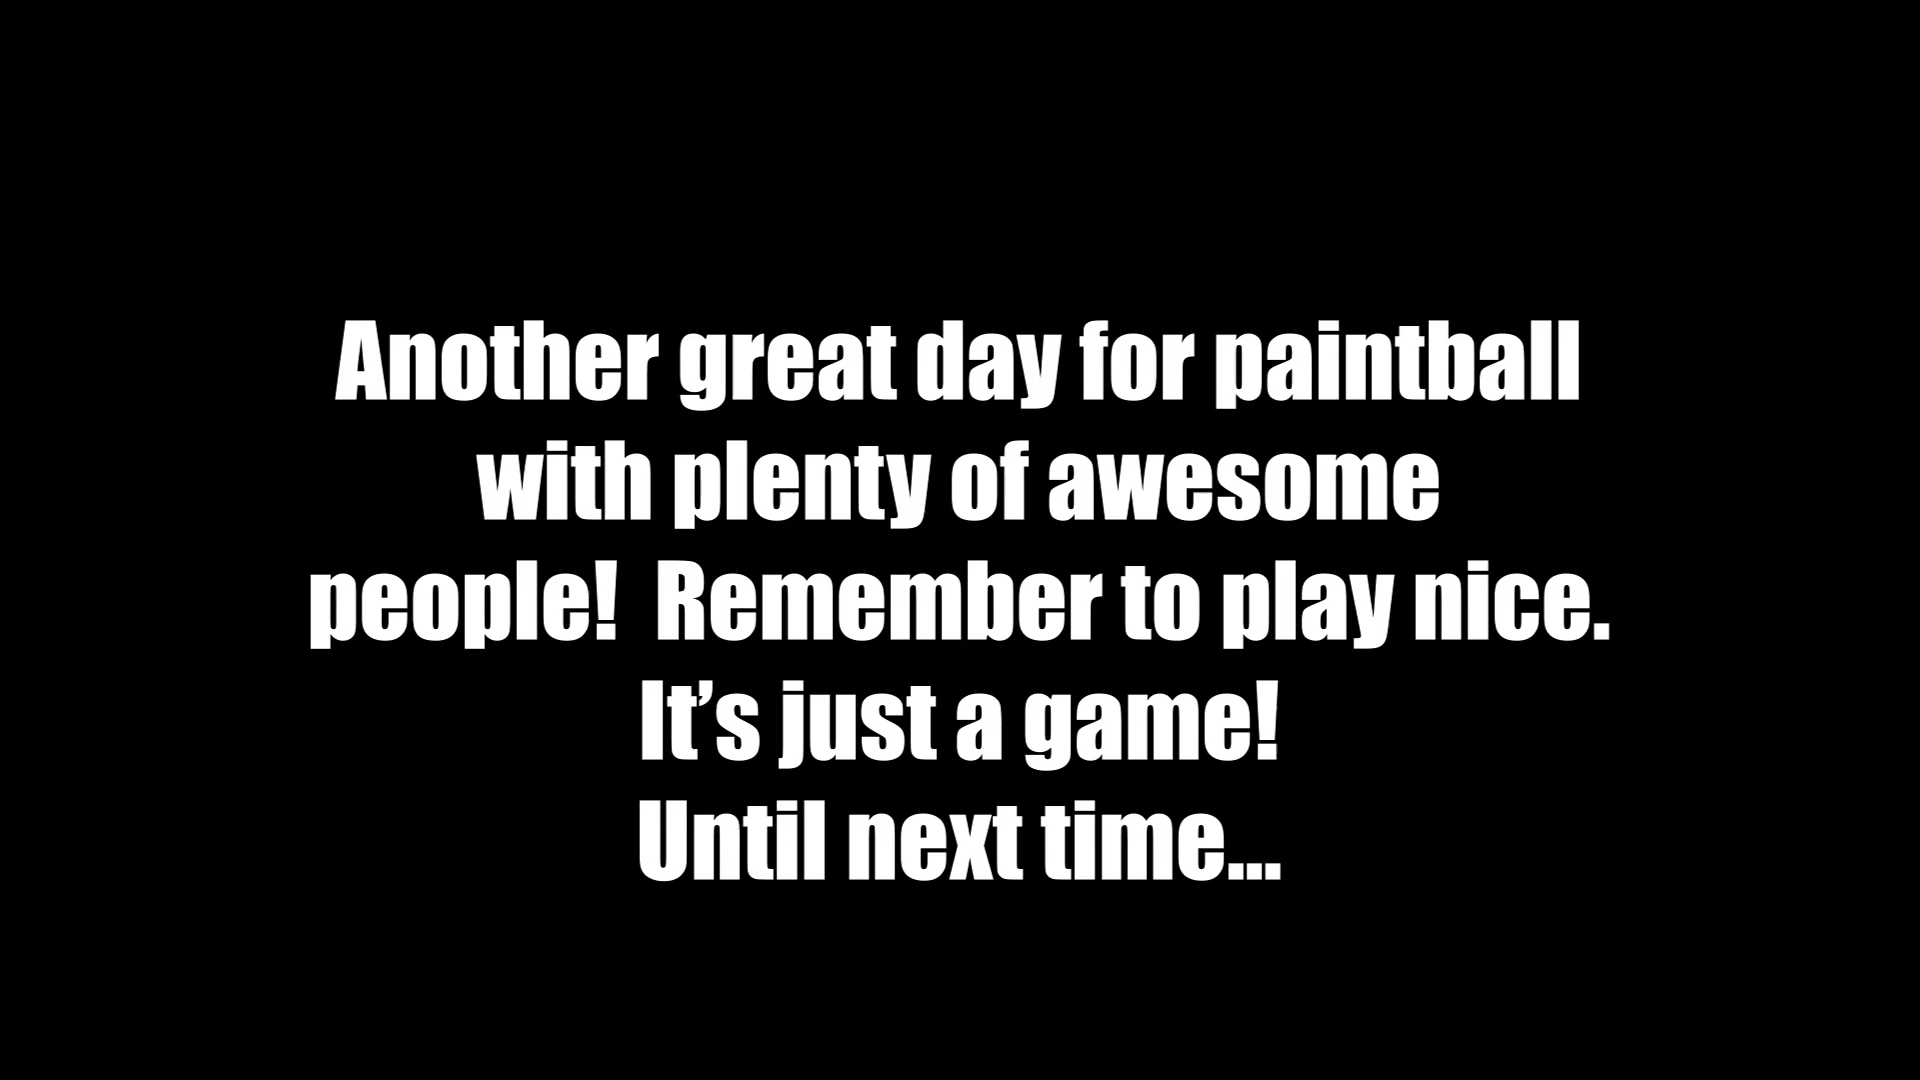 Another great day for paintball
with plenty of awesome
people!  Remember to play nice.
It’s just a game!
Until next time...